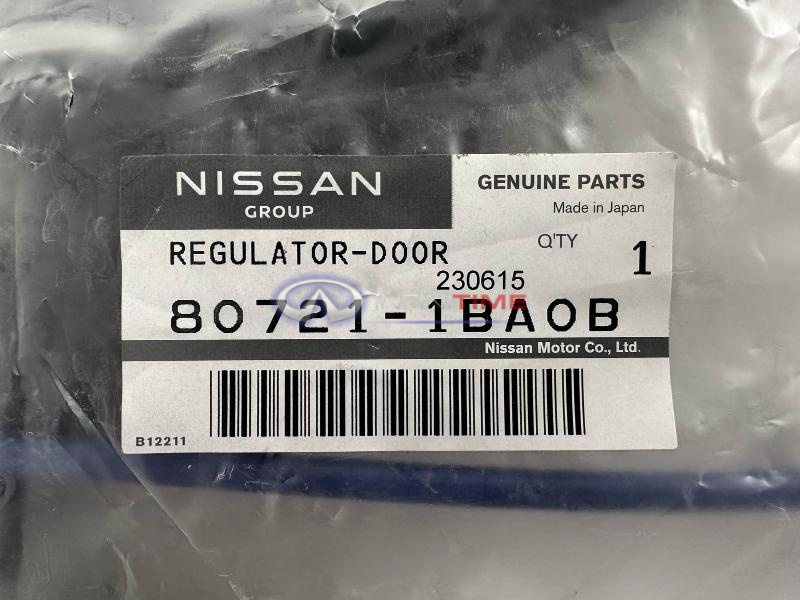 NISSAN
GROUP
GENUINE PARTS
Made in Japan
REGULATOR-DOOR
Q'TY 1
230615
TIME
80721-1BA0B
Nissan Motor Co., Ltd.
B12211